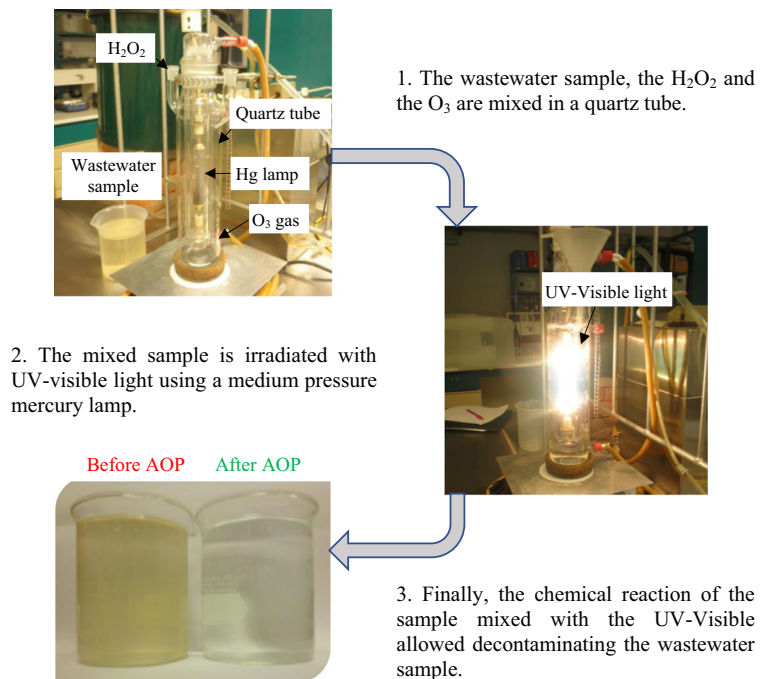 H₂O₂
Quartz tube
Wastewater
sample
Hg lamp
O₃ gas
1. The wastewater sample, the H₂O₂ and
the O₃ are mixed in a quartz tube.
UV-Visible light
2. The mixed sample is irradiated with
UV-visible light using a medium pressure
mercury lamp.
Before AOP
After AOP
3. Finally, the chemical reaction of the
sample mixed with the UV-Visible
allowed decontaminating the wastewater
sample.